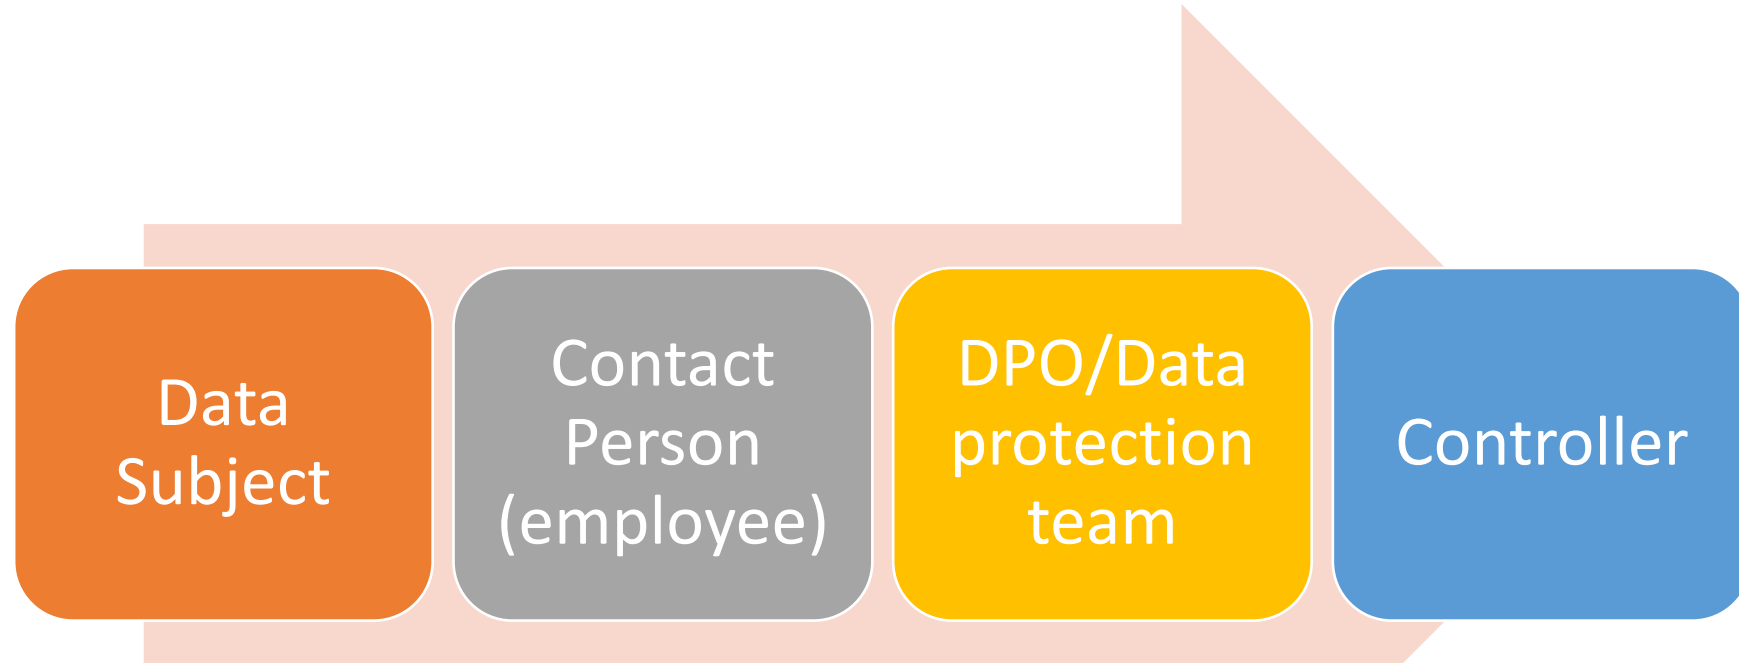 Data
Subject
Contact
Person
(employee)
DPO/Data
protection
team
Controller